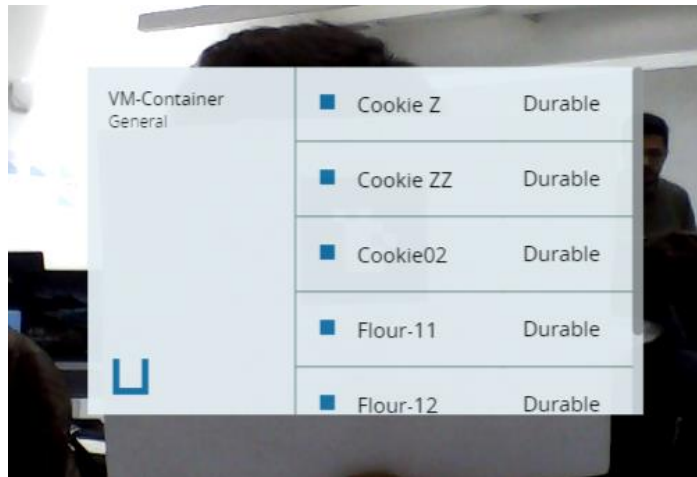 VM-Container
General
Cookie Z Durable
Cookie ZZ Durable
Cookie02 Durable
Flour-11 Durable
Flour-12 Durable